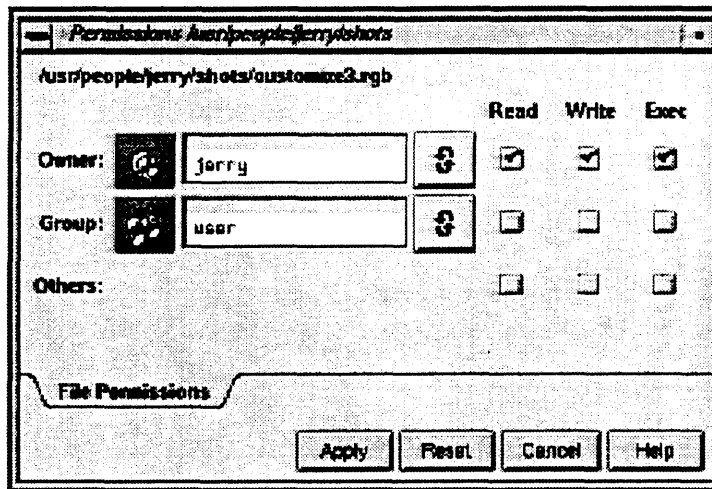 Permissions /usr/people/jerry/shots
/usr/people/jerry/shots/customize3.rgb
Read Write Exec
Owner: jerry
Group: user
Others:
File Permissions
Apply Reset Cancel Help